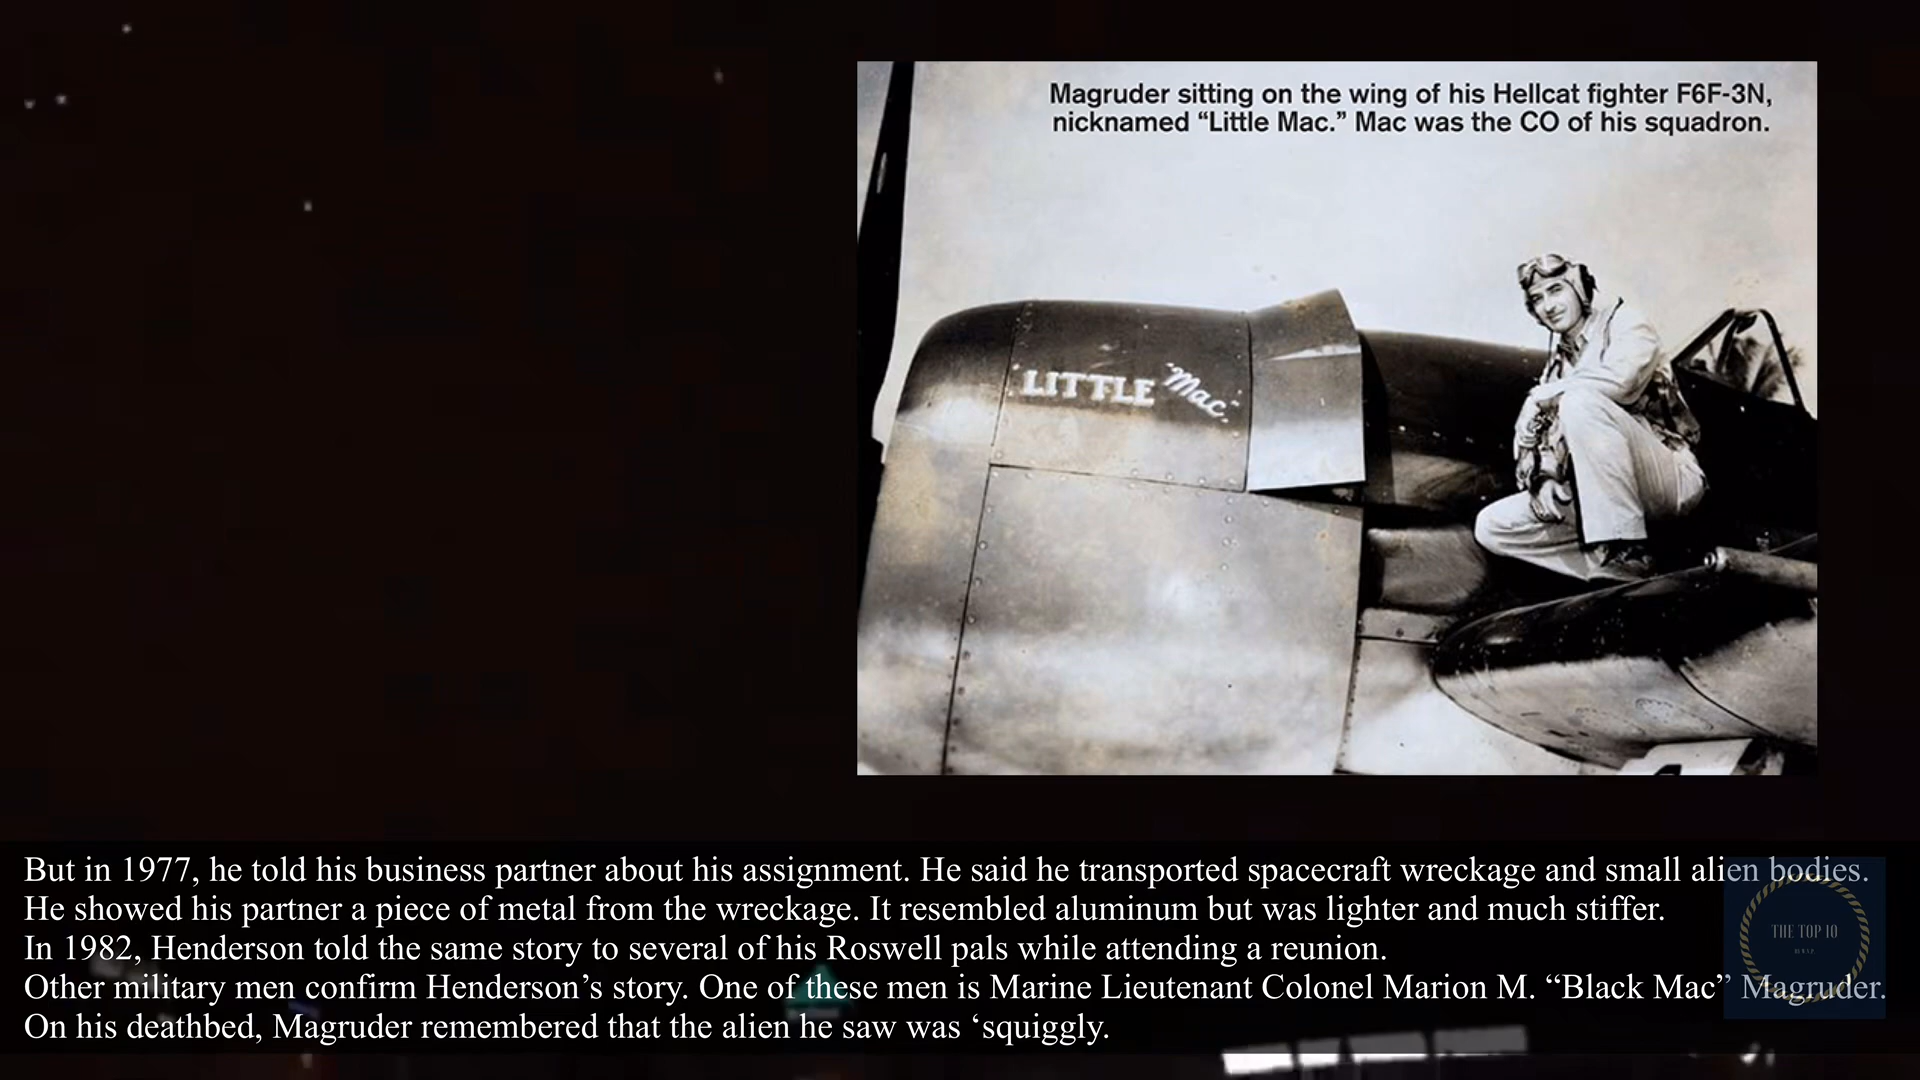 Magruder sitting on the wing of his Hellcat fighter F6F-3N,
nicknamed “Little Mac.” Mac was the CO of his squadron.
"LITTLE Mac"
But in 1977, he told his business partner about his assignment. He said he transported spacecraft wreckage and small alien bodies.
He showed his partner a piece of metal from the wreckage. It resembled aluminum but was lighter and much stiffer.
In 1982, Henderson told the same story to several of his Roswell pals while attending a reunion.
Other military men confirm Henderson’s story. One of these men is Marine Lieutenant Colonel Marion M. “Black Mac” Magruder.
On his deathbed, Magruder remembered that the alien he saw was ‘squiggly.
THE TOP 10